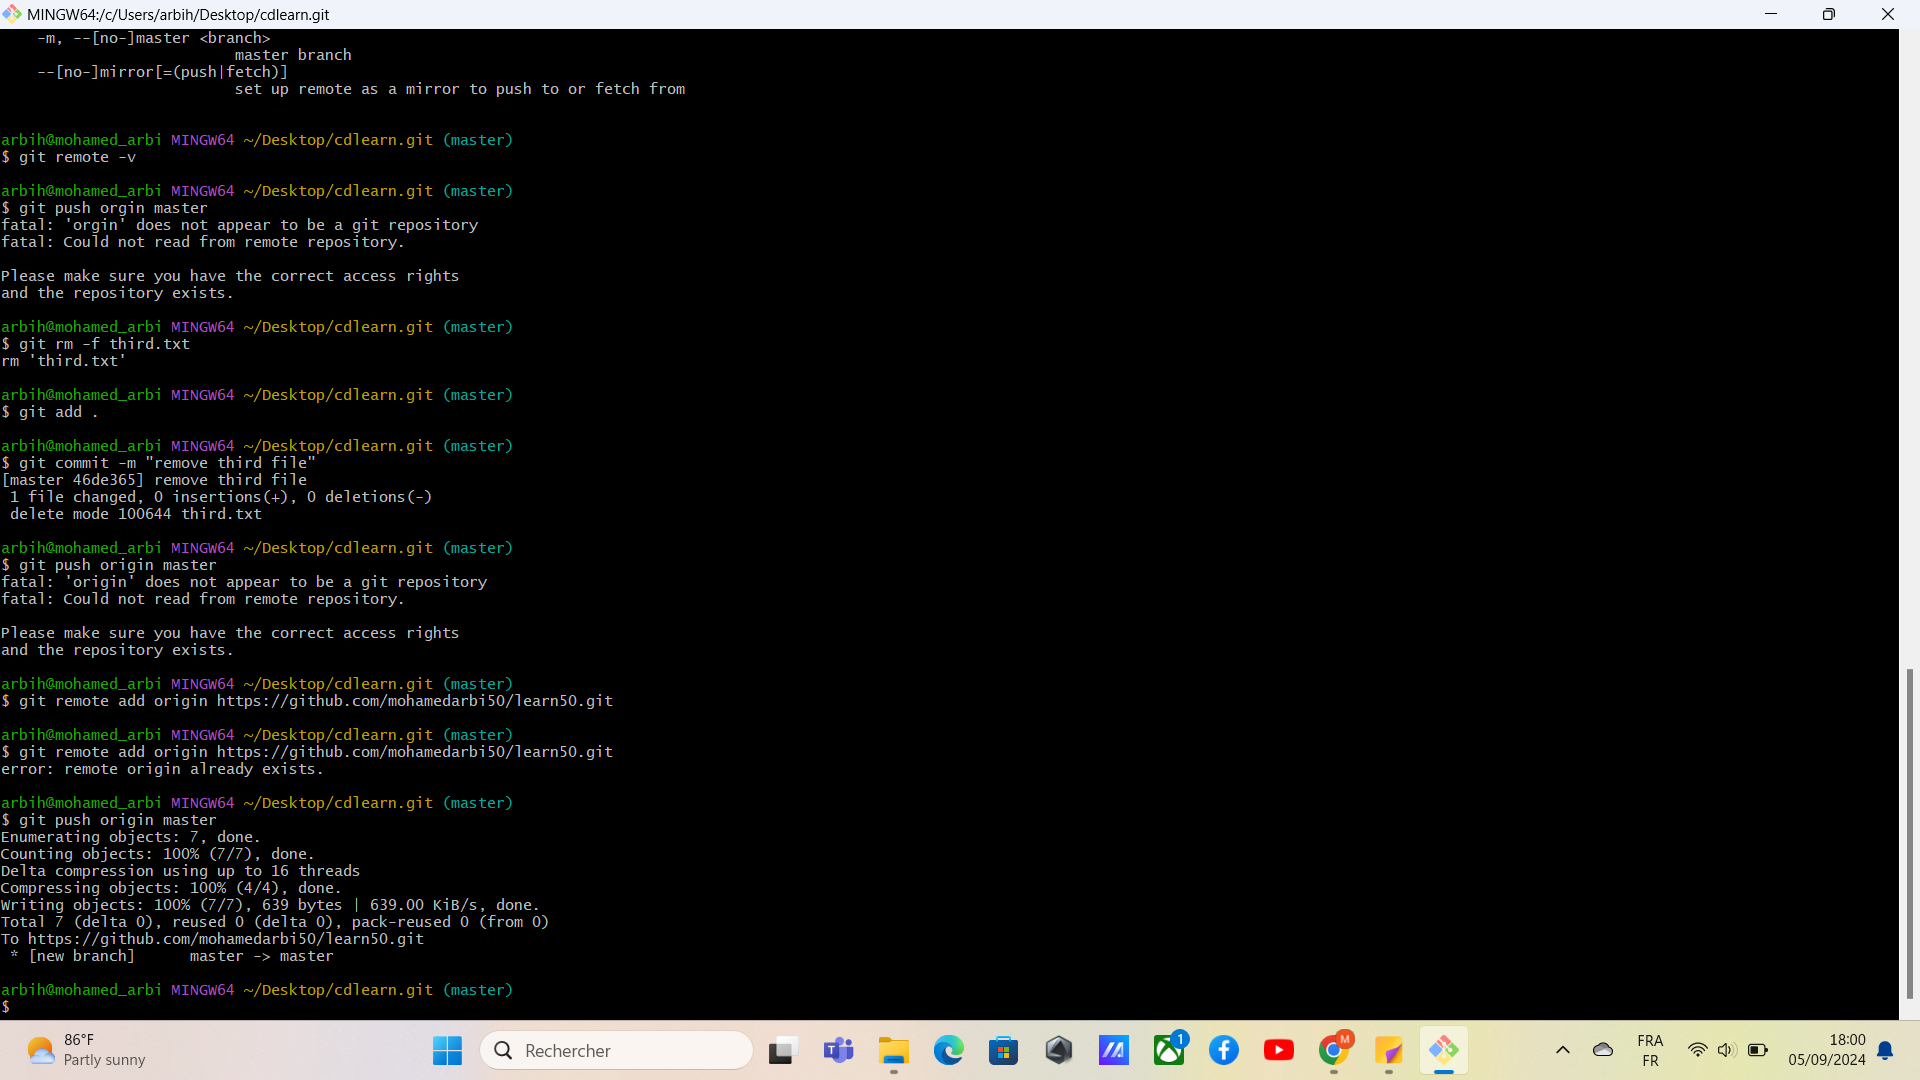 MINGW64:/c/Users/arbih/Desktop/cdlearn.git
-m, --[no-]master <branch>
master branch
--[no-]mirror[=(push|fetch)]
set up remote as a mirror to push to or fetch from
arbih@mohamed_arbi MINGW64 ~/Desktop/cdlearn.git (master)
$ git remote -v
arbih@mohamed_arbi MINGW64 ~/Desktop/cdlearn.git (master)
$ git push orgin master
fatal: 'orgin' does not appear to be a git repository
fatal: Could not read from remote repository.
Please make sure you have the correct access rights
and the repository exists.
arbih@mohamed_arbi MINGW64 ~/Desktop/cdlearn.git (master)
$ git rm -f third.txt
rm 'third.txt'
arbih@mohamed_arbi MINGW64 ~/Desktop/cdlearn.git (master)
$ git add .
arbih@mohamed_arbi MINGW64 ~/Desktop/cdlearn.git (master)
$ git commit -m "remove third file"
[master 46de365] remove third file
1 file changed, 0 insertions(+), 0 deletions(-)
delete mode 100644 third.txt
arbih@mohamed_arbi MINGW64 ~/Desktop/cdlearn.git (master)
$ git push origin master
fatal: 'origin' does not appear to be a git repository
fatal: Could not read from remote repository.
Please make sure you have the correct access rights
and the repository exists.
arbih@mohamed_arbi MINGW64 ~/Desktop/cdlearn.git (master)
$ git remote add origin https://github.com/mohamedarbi50/learn50.git
arbih@mohamed_arbi MINGW64 ~/Desktop/cdlearn.git (master)
$ git remote add origin https://github.com/mohamedarbi50/learn50.git
error: remote origin already exists.
arbih@mohamed_arbi MINGW64 ~/Desktop/cdlearn.git (master)
$ git push origin master
Enumerating objects: 7, done.
Counting objects: 100% (7/7), done.
Delta compression using up to 16 threads
Compressing objects: 100% (4/4), done.
Writing objects: 100% (7/7), 639 bytes | 639.00 KiB/s, done.
Total 7 (delta 0), reused 0 (delta 0), pack-reused 0 (from 0)
To https://github.com/mohamedarbi50/learn50.git
* [new branch] master -> master
arbih@mohamed_arbi MINGW64 ~/Desktop/cdlearn.git (master)
$
86°F
Partly sunny
Rechercher
1
M
FRA
FR
18:00
05/09/2024